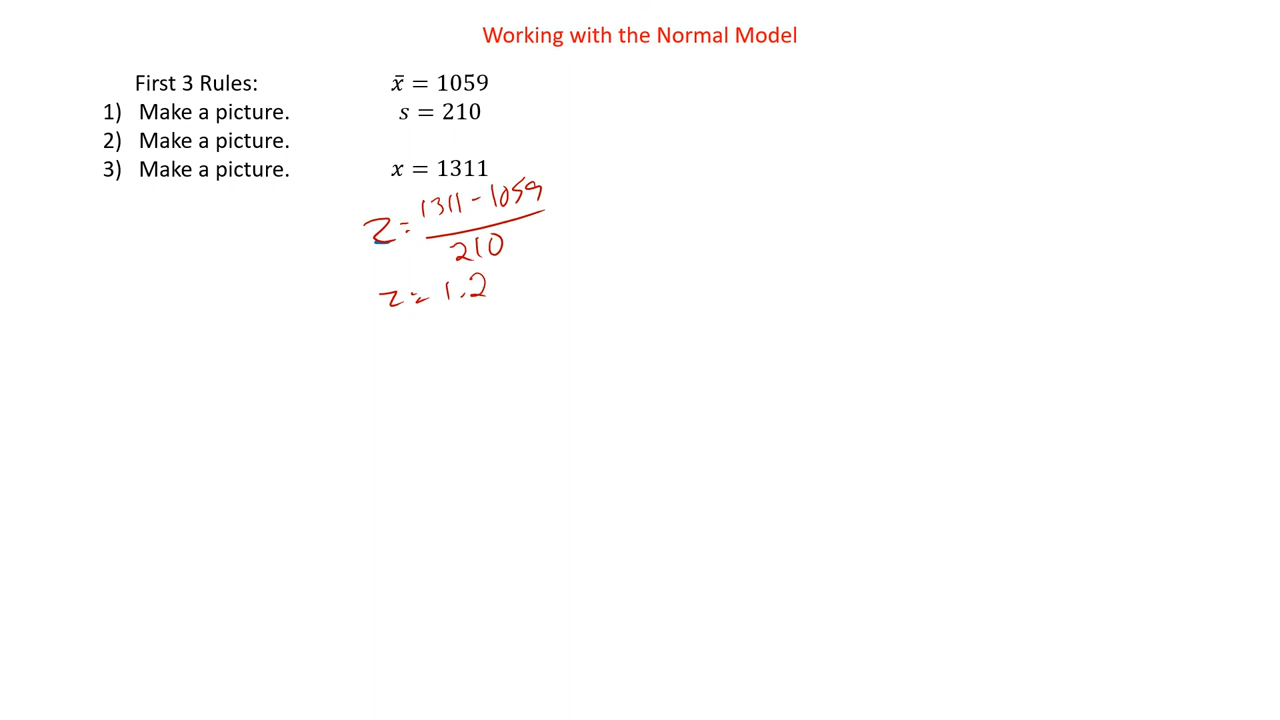 Working with the Normal Model
First 3 Rules:
1) Make a picture.
2) Make a picture.
3) Make a picture.
x̄ = 1059
s = 210
x = 1311
z = (1311 - 1059) / 210
z = 1.2